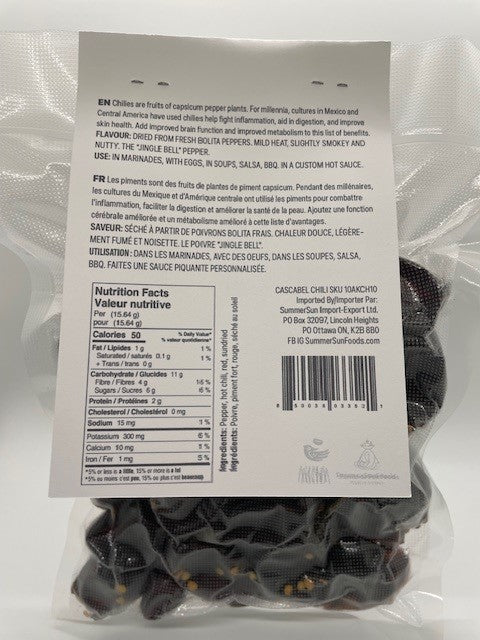 EN Chilies are fruits of capsicum pepper plants. For millennia, cultures in Mexico and
Central America have used chilies help fight inflammation, aid in digestion, and improve
skin health. Add improved brain function and improved metabolism to this list of benefits.
FLAVOUR: DRIED FROM FRESH BOLITA PEPPERS. MILD HEAT, SLIGHTLY SMOKEY AND
NUTTY. THE "JINGLE BELL" PEPPER.
USE: IN MARINADES, WITH EGGS, IN SOUPS, SALSA, BBQ. IN A CUSTOM HOT SAUCE.
FR Les piments sont des fruits de plantes de piment capsicum. Pendant des millénaires,
les cultures du Mexique et d'Amérique centrale ont utilisé les piments pour combattre
l'inflammation, faciliter la digestion et améliorer la santé de la peau. Ajoutez une fonction
cérébrale améliorée et un métabolisme amélioré à cette liste d'avantages.
SAVEUR: SÉCHÉ À PARTIR DE POIVRONS BOLITA FRAIS. CHALEUR DOUCE, LÉGÈRE-
MENT FUMÉ ET NOISETTE. LE POIVRE "JINGLE BELL".
UTILISATION: DANS LES MARINADES, AVEC DES OEUFS, DANS LES SOUPES, SALSA,
BBQ. FAITES UNE SAUCE PIQUANTE PERSONNALISÉE.
Nutrition Facts
Valeur nutritive
Per (15.64 g)
pour (15.64 g)
Calories 50
% Daily Value*
% valeur quotidienne*
Fat / Lipides 1 g 1 %
Saturated / saturés 0.1 g
+ Trans / trans 0 g 1 %
Carbohydrate / Glucides 11 g
Fibre / Fibres 4 g 16 %
Sugars / Sucres 6 g 6 %
Protein / Protéines 2 g
Cholesterol / Cholestérol 0 mg
Sodium 15 mg 1 %
Potassium 300 mg 6 %
Calcium 10 mg 1 %
Iron / Fer 1 mg 5 %
*5% or less is a little, 15% or more is a lot
*5% ou moins c'est peu, 15% ou plus c'est beaucoup
Ingredients: Pepper, hot chili, red, sundried
Ingrédients: Poivre, piment fort, rouge, séché au soleil
CASCABEL CHILI SKU 10AKCH10
Imported By/Importer Par:
SummerSun Import-Export Ltd.
PO Box 32097, Lincoln Heights
PO Ottawa ON, K2B 8B0
FB IG SummerSunFoods.com